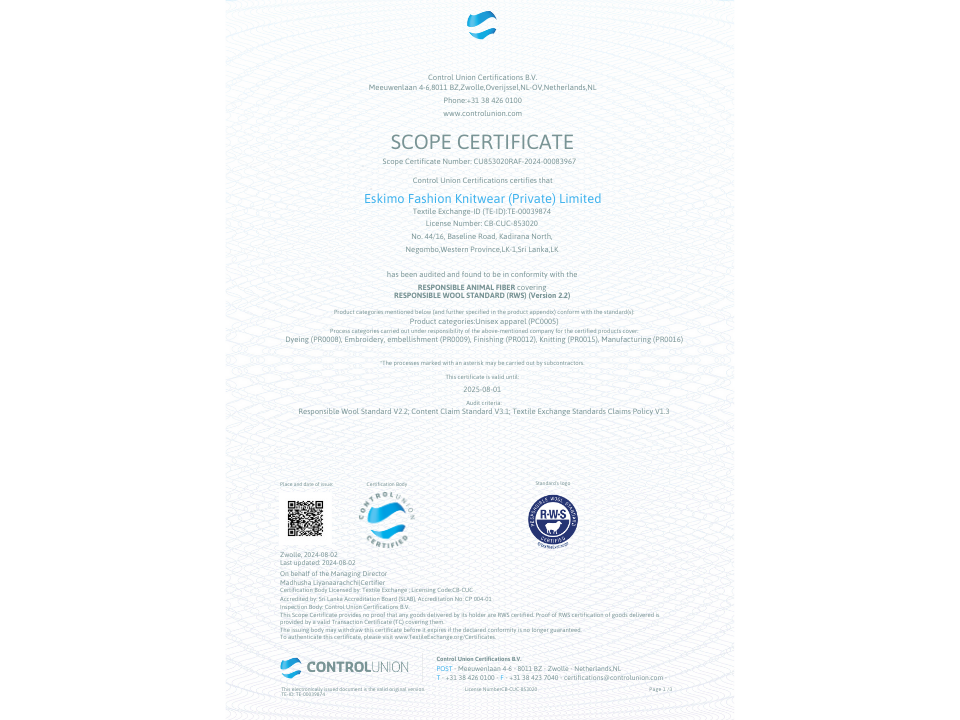 Control Union Certifications B.V.
Meeuwenlaan 4-6,8011 BZ,Zwolle,Overijssel,NL-OV,Netherlands,NL
Phone:+31 38 426 0100
www.controlunion.com
SCOPE CERTIFICATE
Scope Certificate Number: CU853020RAF-2024-00083967
Control Union Certifications certifies that
Eskimo Fashion Knitwear (Private) Limited
Textile Exchange-ID (TE-ID):TE-00039874
License Number: CB-CUC-853020
No. 44/16, Baseline Road, Kadirana North,
Negombo,Western Province,LK-1,Sri Lanka,LK
has been audited and found to be in conformity with the
RESPONSIBLE ANIMAL FIBER covering
RESPONSIBLE WOOL STANDARD (RWS) (Version 2.2)
Product categories mentioned below (and further specified in the product appendix) conform with the standard(s):
Product categories:Unisex apparel (PC0005)
Process categories carried out under responsibility of the above-mentioned company for the certified products cover:
Dyeing (PR0008), Embroidery, embellishment (PR0009), Finishing (PR0012), Knitting (PR0015), Manufacturing (PR0016)
*The processes marked with an asterisk may be carried out by subcontractors.
This certificate is valid until:
2025-08-01
Audit criteria:
Responsible Wool Standard V2.2; Content Claim Standard V3.1; Textile Exchange Standards Claims Policy V1.3
Place and date of issue:
Certification Body
Standards logo
CONTROLUNION
CERTIFIED
RESPONSIBLE WOOL STANDARD
R·W·S
CERTIFIED
Zwolle, 2024-08-02
Last updated: 2024-08-02
On behalf of the Managing Director
Madhusha Liyanaarachchi|Certifier
Certification Body Licensed by: Textile Exchange ; Licensing Code:CB-CUC
Accredited by: Sri Lanka Accreditation Board (SLAB), Accreditation No: CP 004-01
Inspection Body: Control Union Certifications B.V.
This Scope Certificate provides no proof that any goods delivered by its holder are RWS certified. Proof of RWS certification of goods delivered is
provided by a valid Transaction Certificate (TC) covering them.
The issuing body may withdraw this certificate before it expires if the declared conformity is no longer guaranteed.
To authenticate this certificate, please visit www.TextileExchange.org/Certificates.
CONTROLUNION
Control Union Certifications B.V.
POST - Meeuwenlaan 4-6 - 8011 BZ - Zwolle - Netherlands,NL
T - +31 38 426 0100 - F - +31 38 423 7040 - certifications@controlunion.com
This electronically issued document is the valid original version.
License Number:CB-CUC-853020
Page 1 /3
TE-ID: TE-00039874